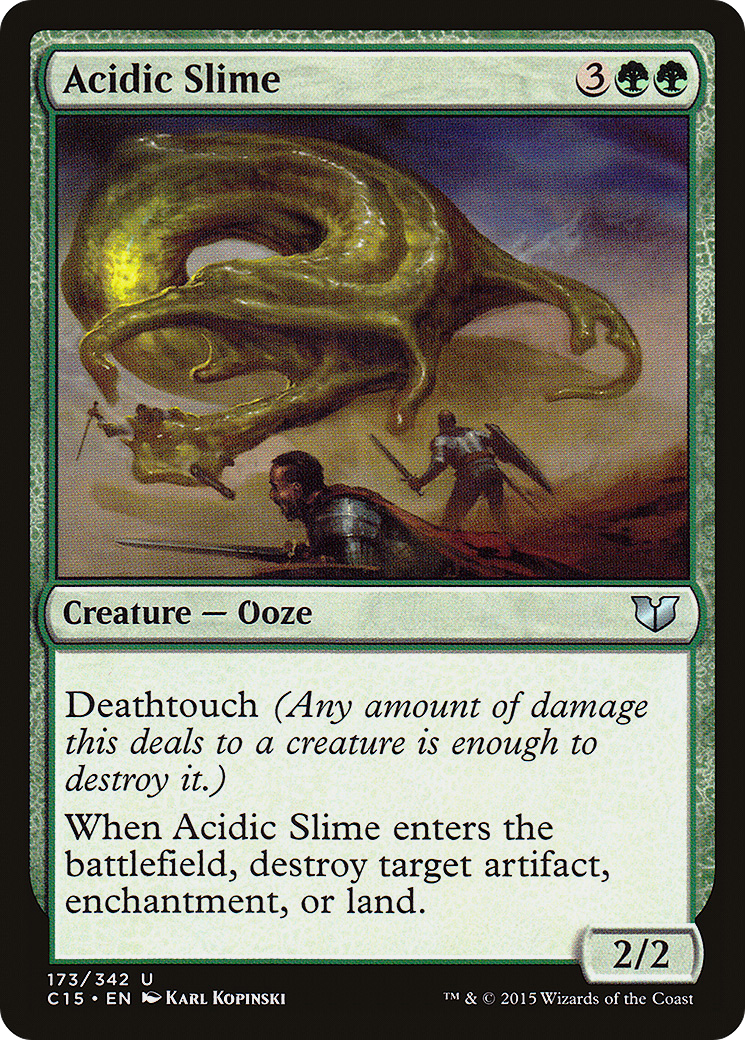 Acidic Slime 3
Creature — Ooze
Deathtouch (Any amount of damage
this deals to a creature is enough to
destroy it.)
When Acidic Slime enters the
battlefield, destroy target artifact,
enchantment, or land.
2/2
173/342 U
C15 • EN Karl Kopinski
™ & © 2015 Wizards of the Coast